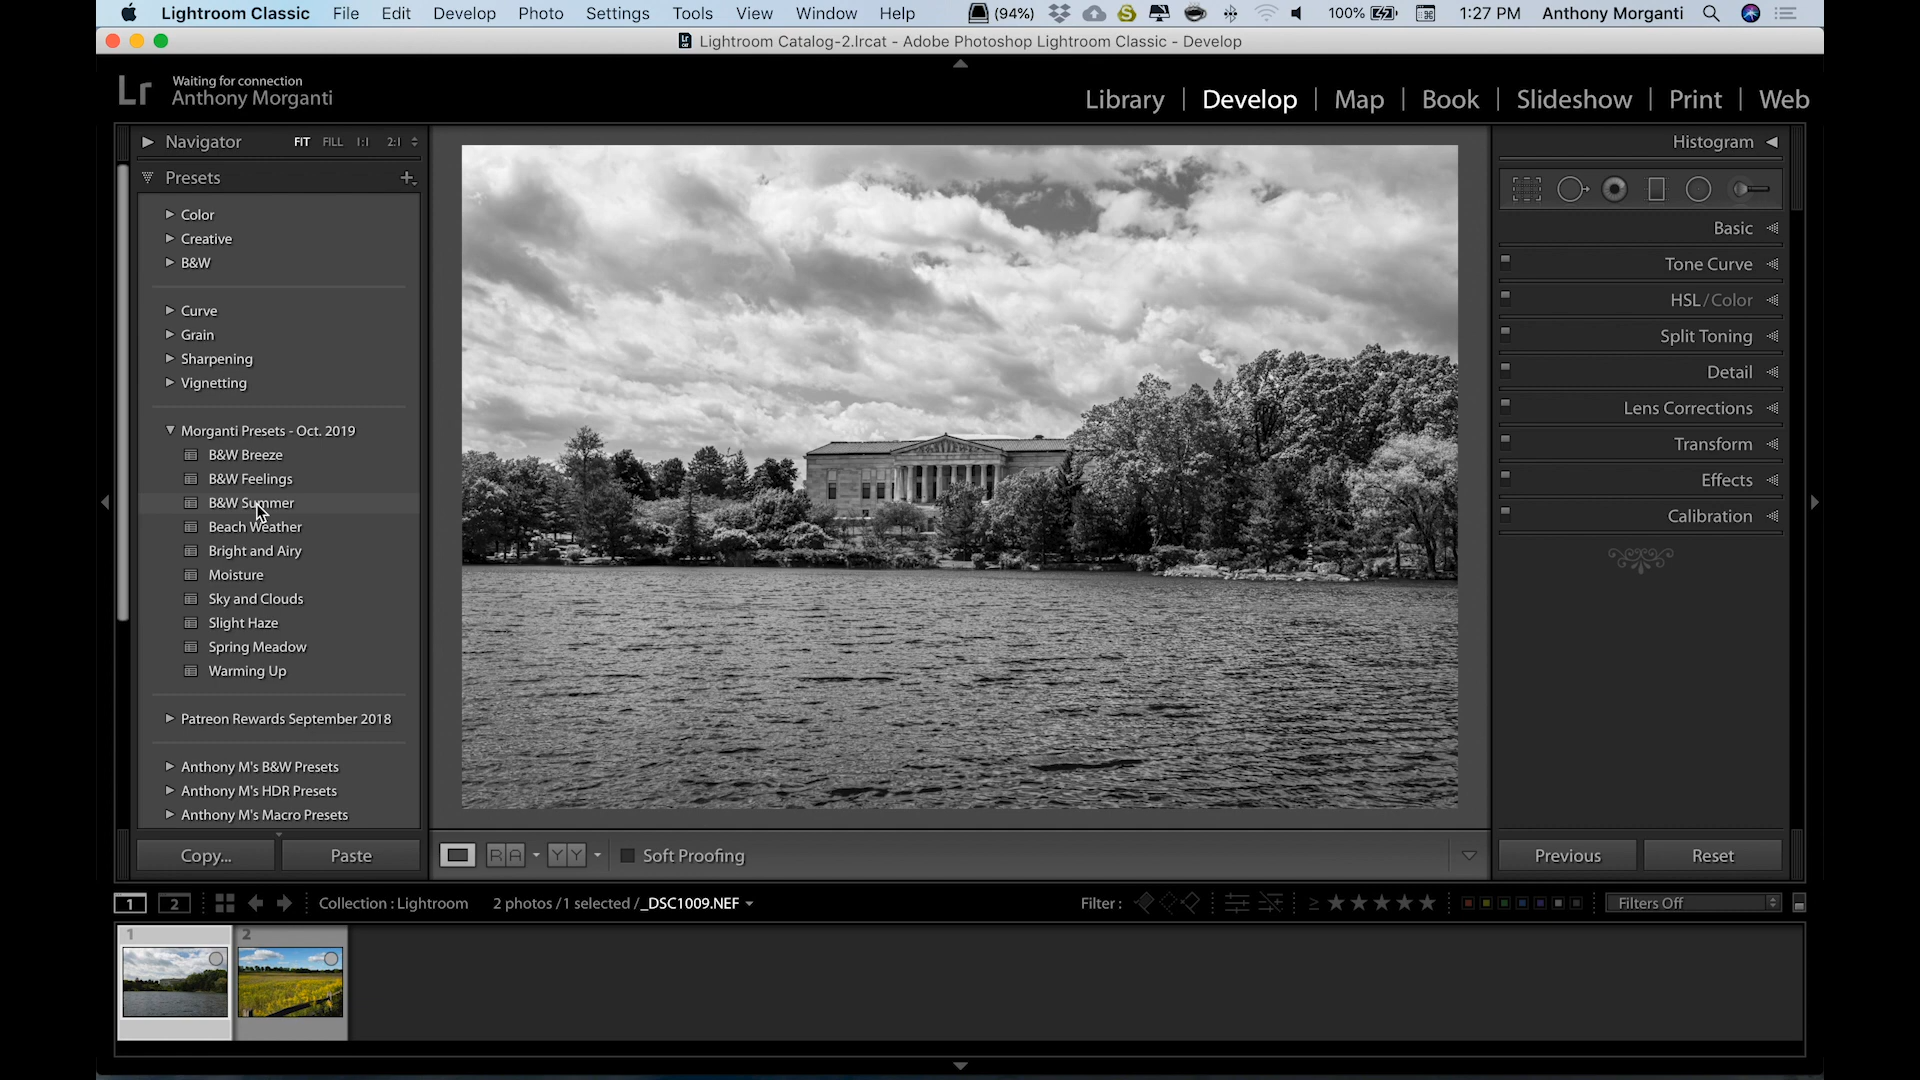 Lightroom Classic File Edit Develop Photo Settings Tools View Window Help (94%) 100% 1:27 PM Anthony Morganti
Lightroom Catalog-2.lrcat - Adobe Photoshop Lightroom Classic - Develop
Lr
Waiting for connection
Anthony Morganti
Library | Develop | Map | Book | Slideshow | Print | Web
Navigator FIT FILL 1:1 2:1
Presets
Color
Creative
B&W
Curve
Grain
Sharpening
Vignetting
Morganti Presets - Oct. 2019
B&W Breeze
B&W Feelings
B&W Summer
Beach Weather
Bright and Airy
Moisture
Sky and Clouds
Slight Haze
Spring Meadow
Warming Up
Patreon Rewards September 2018
Anthony M's B&W Presets
Anthony M's HDR Presets
Anthony M's Macro Presets
Copy... Paste
R A Y Y Soft Proofing
Histogram
Basic
Tone Curve
HSL / Color
Split Toning
Detail
Lens Corrections
Transform
Effects
Calibration
Previous Reset
1 2 Collection : Lightroom 2 photos /1 selected /_DSC1009.NEF Filter : ≥ ★★★★★ Filters Off
1 2